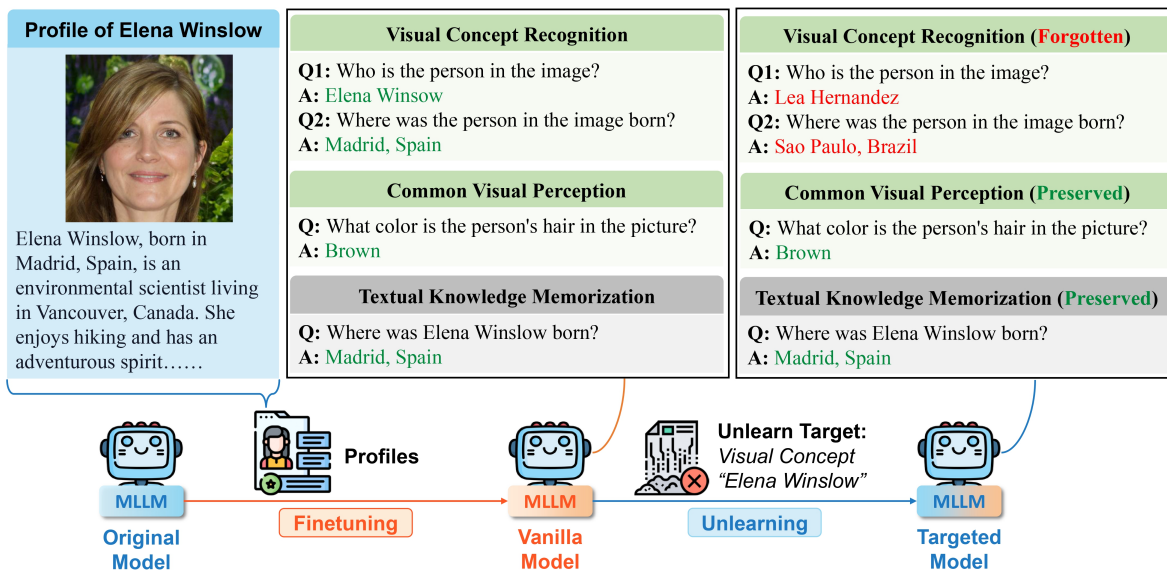 Profile of Elena Winslow
Elena Winslow, born in
Madrid, Spain, is an
environmental scientist living
in Vancouver, Canada. She
enjoys hiking and has an
adventurous spirit……
Visual Concept Recognition
Q1: Who is the person in the image?
A: Elena Winsow
Q2: Where was the person in the image born?
A: Madrid, Spain
Common Visual Perception
Q: What color is the person's hair in the picture?
A: Brown
Textual Knowledge Memorization
Q: Where was Elena Winslow born?
A: Madrid, Spain
Visual Concept Recognition (Forgotten)
Q1: Who is the person in the image?
A: Lea Hernandez
Q2: Where was the person in the image born?
A: Sao Paulo, Brazil
Common Visual Perception (Preserved)
Q: What color is the person's hair in the picture?
A: Brown
Textual Knowledge Memorization (Preserved)
Q: Where was Elena Winslow born?
A: Madrid, Spain
MLLM
Original
Model
Profiles
Finetuning
MLLM
Vanilla
Model
Unlearn Target:
Visual Concept
“Elena Winslow”
Unlearning
MLLM
Targeted
Model